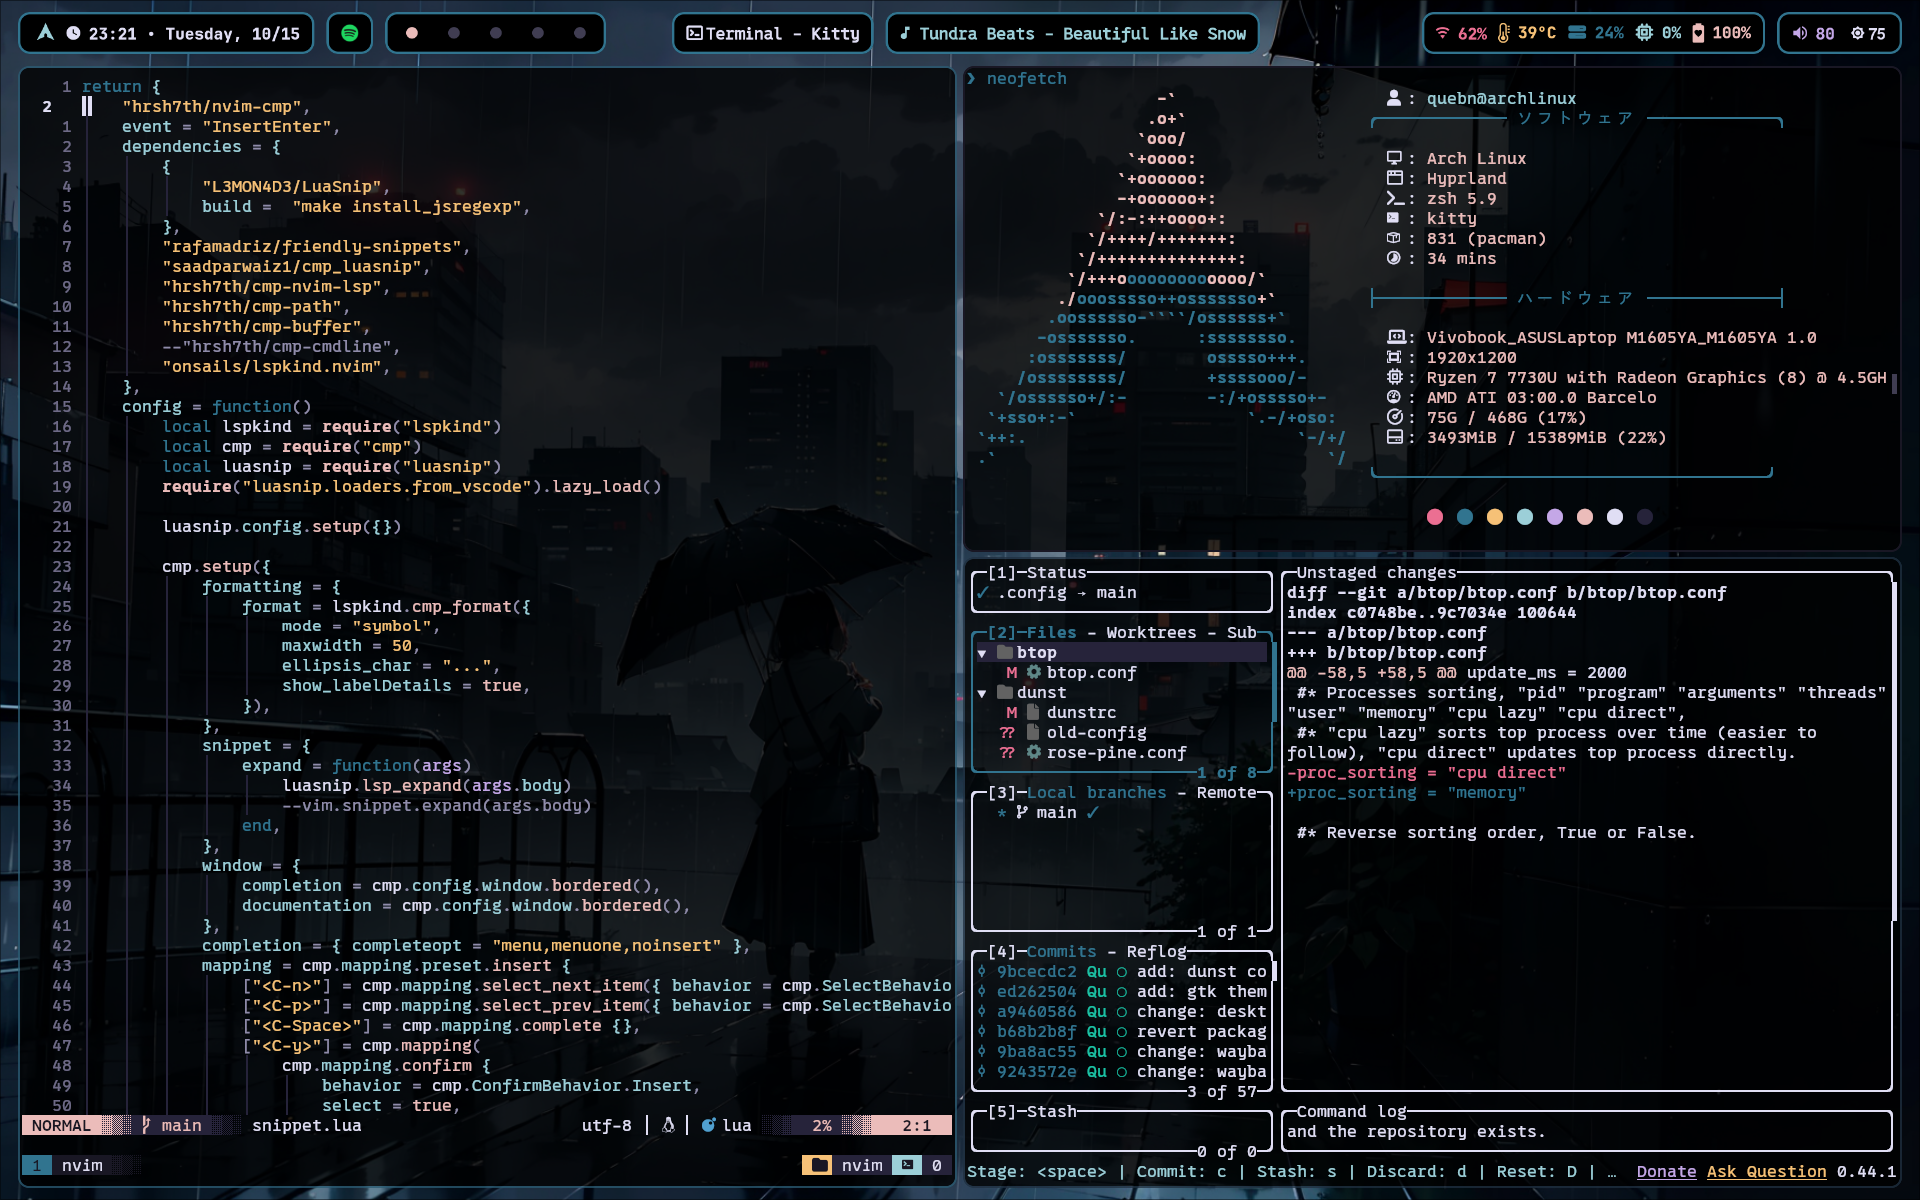 23:21 • Tuesday, 10/15
Terminal - Kitty
Tundra Beats - Beautiful Like Snow
62% 39°C 24% 0% 100%
80 75
1 return {
2 "hrsh7th/nvim-cmp",
1 event = "InsertEnter",
2 dependencies = {
3 {
4 "L3MON4D3/LuaSnip",
5 build =  "make install_jsregexp",
6 },
7 "rafamadriz/friendly-snippets",
8 "saadparwaiz1/cmp_luasnip",
9 "hrsh7th/cmp-nvim-lsp",
10 "hrsh7th/cmp-path",
11 "hrsh7th/cmp-buffer",
12 --"hrsh7th/cmp-cmdline",
13 "onsails/lspkind.nvim",
14 },
15 config = function()
16 local lspkind = require("lspkind")
17 local cmp = require("cmp")
18 local luasnip = require("luasnip")
19 require("luasnip.loaders.from_vscode").lazy_load()
20
21 luasnip.config.setup({})
22
23 cmp.setup({
24 formatting = {
25 format = lspkind.cmp_format({
26 mode = "symbol",
27 maxwidth = 50,
28 ellipsis_char = "...",
29 show_labelDetails = true,
30 }),
31 },
32 snippet = {
33 expand = function(args)
34 luasnip.lsp_expand(args.body)
35 --vim.snippet.expand(args.body)
36 end,
37 },
38 window = {
39 completion = cmp.config.window.bordered(),
40 documentation = cmp.config.window.bordered(),
41 },
42 completion = { completeopt = "menu,menuone,noinsert" },
43 mapping = cmp.mapping.preset.insert {
44 ["<C-n>"] = cmp.mapping.select_next_item({ behavior = cmp.SelectBehavio
45 ["<C-p>"] = cmp.mapping.select_prev_item({ behavior = cmp.SelectBehavio
46 ["<C-Space>"] = cmp.mapping.complete {},
47 ["<C-y>"] = cmp.mapping(
48 cmp.mapping.confirm {
49 behavior = cmp.ConfirmBehavior.Insert,
50 select = true,
NORMAL main snippet.lua utf-8 | | lua 2% 2:1
1 nvim nvim 0
❯ neofetch
-`
.o+`
`ooo/
`+oooo:
`+oooooo:
-+oooooo+:
`/:-:++oooo+:
`/++++/+++++++:
`/++++++++++++++:
`/+++ooooooooooooo/`
./ooosssso++osssssso+`
.oossssso-````/ossssss+`
-osssssso.      :ssssssso.
:osssssss/        osssso+++.
/ossssssss/        +ssssooo/-
`/ossssso+/:-        -:/+osssso+-
`+sso+:-`                 `.-/+oso:
`++:.                           `-/+/
.`                                 `/
: quebn@archlinux
ソフトウェア
: Arch Linux
: Hyprland
: zsh 5.9
: kitty
: 831 (pacman)
: 34 mins
ハードウェア
: Vivobook_ASUSLaptop M1605YA_M1605YA 1.0
: 1920x1200
: Ryzen 7 7730U with Radeon Graphics (8) @ 4.5GH
: AMD ATI 03:00.0 Barcelo
: 75G / 468G (17%)
: 3493MiB / 15389MiB (22%)
[1]─Status
✓ .config → main
[2]─Files - Worktrees - Sub
▼ btop
M btop.conf
▼ dunst
M dunstrc
?? old-config
?? rose-pine.conf
1 of 8
[3]─Local branches - Remote
* main ✓
1 of 1
[4]─Commits - Reflog
9bcecdc2 Qu ○ add: dunst co
ed262504 Qu ○ add: gtk them
a9460586 Qu ○ change: deskt
b68b2b8f Qu ○ revert packag
9ba8ac55 Qu ○ change: wayba
9243572e Qu ○ change: wayba
3 of 57
[5]─Stash
0 of 0
Unstaged changes
diff --git a/btop/btop.conf b/btop/btop.conf
index c0748be..9c7034e 100644
--- a/btop/btop.conf
+++ b/btop/btop.conf
@@ -58,5 +58,5 @@ update_ms = 2000
#* Processes sorting, "pid" "program" "arguments" "threads"
"user" "memory" "cpu lazy" "cpu direct",
#* "cpu lazy" sorts top process over time (easier to
follow), "cpu direct" updates top process directly.
-proc_sorting = "cpu direct"
+proc_sorting = "memory"
#* Reverse sorting order, True or False.
Command log
and the repository exists.
Stage: <space> | Commit: c | Stash: s | Discard: d | Reset: D | … Donate Ask Question 0.44.1